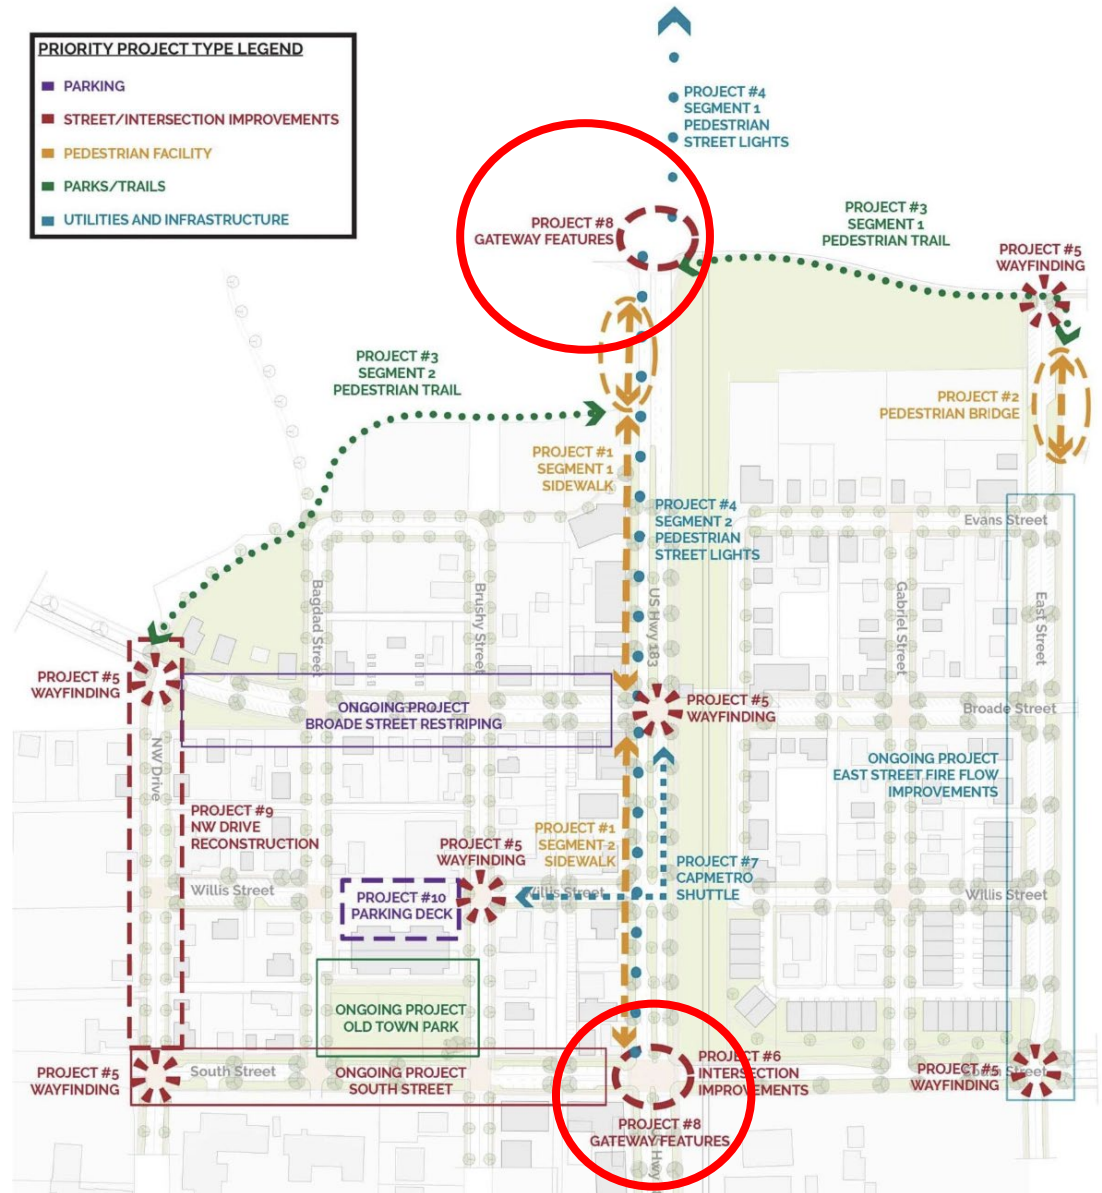 PRIORITY PROJECT TYPE LEGEND
PARKING
STREET/INTERSECTION IMPROVEMENTS
PEDESTRIAN FACILITY
PARKS/TRAILS
UTILITIES AND INFRASTRUCTURE
PROJECT #4
SEGMENT 1
PEDESTRIAN
STREET LIGHTS
PROJECT #8
GATEWAY FEATURES
PROJECT #3
SEGMENT 1
PEDESTRIAN TRAIL
PROJECT #5
WAYFINDING
PROJECT #3
SEGMENT 2
PEDESTRIAN TRAIL
PROJECT #2
PEDESTRIAN BRIDGE
PROJECT #1
SEGMENT 1
SIDEWALK
PROJECT #4
SEGMENT 2
PEDESTRIAN
STREET LIGHTS
Evans Street
Bagdad Street
Brushy Street
US Hwy 183
Gabriel Street
East Street
PROJECT #5
WAYFINDING
ONGOING PROJECT
BROADE STREET RESTRIPING
PROJECT #5
WAYFINDING
Broade Street
NW Drive
ONGOING PROJECT
EAST STREET FIRE FLOW
IMPROVEMENTS
PROJECT #9
NW DRIVE
RECONSTRUCTION
PROJECT #5
WAYFINDING
PROJECT #1
SEGMENT 2
SIDEWALK
PROJECT #7
CAPMETRO
SHUTTLE
Willis Street
PROJECT #10
PARKING DECK
Willis Street
Willis Street
ONGOING PROJECT
OLD TOWN PARK
PROJECT #5
WAYFINDING
South Street
ONGOING PROJECT
SOUTH STREET
PROJECT #6
INTERSECTION
IMPROVEMENTS
PROJECT #5
WAYFINDING
Street
PROJECT #8
GATEWAY FEATURES
Hwy